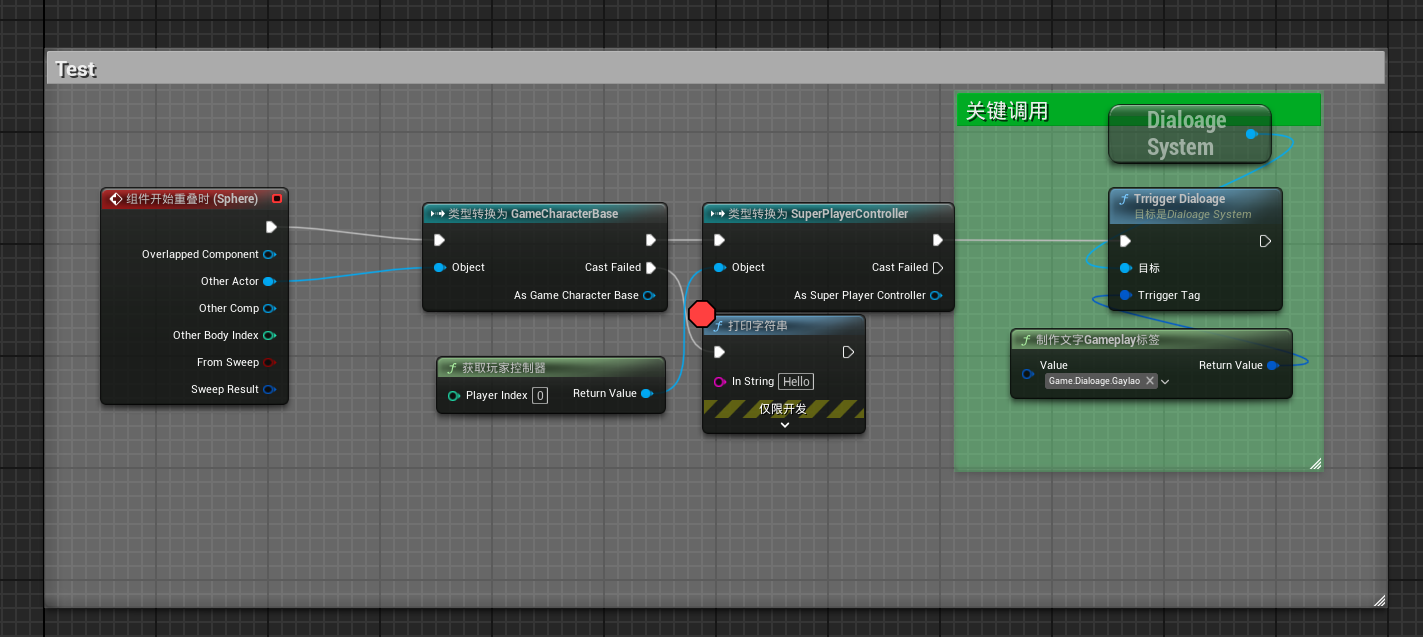 Test
关键调用
Dialoage
System
组件开始重叠时 (Sphere)
Overlapped Component
Other Actor
Other Comp
Other Body Index
From Sweep
Sweep Result
类型转换为 GameCharacterBase
Object
Cast Failed
As Game Character Base
获取玩家控制器
Player Index 0
Return Value
类型转换为 SuperPlayerController
Object
Cast Failed
As Super Player Controller
打印字符串
In String Hello
仅限开发
Trrigger Dialoage
目标是Dialoage System
目标
Trrigger Tag
制作文字Gameplay标签
Value
Game.Dialoage.Gaylao
Return Value